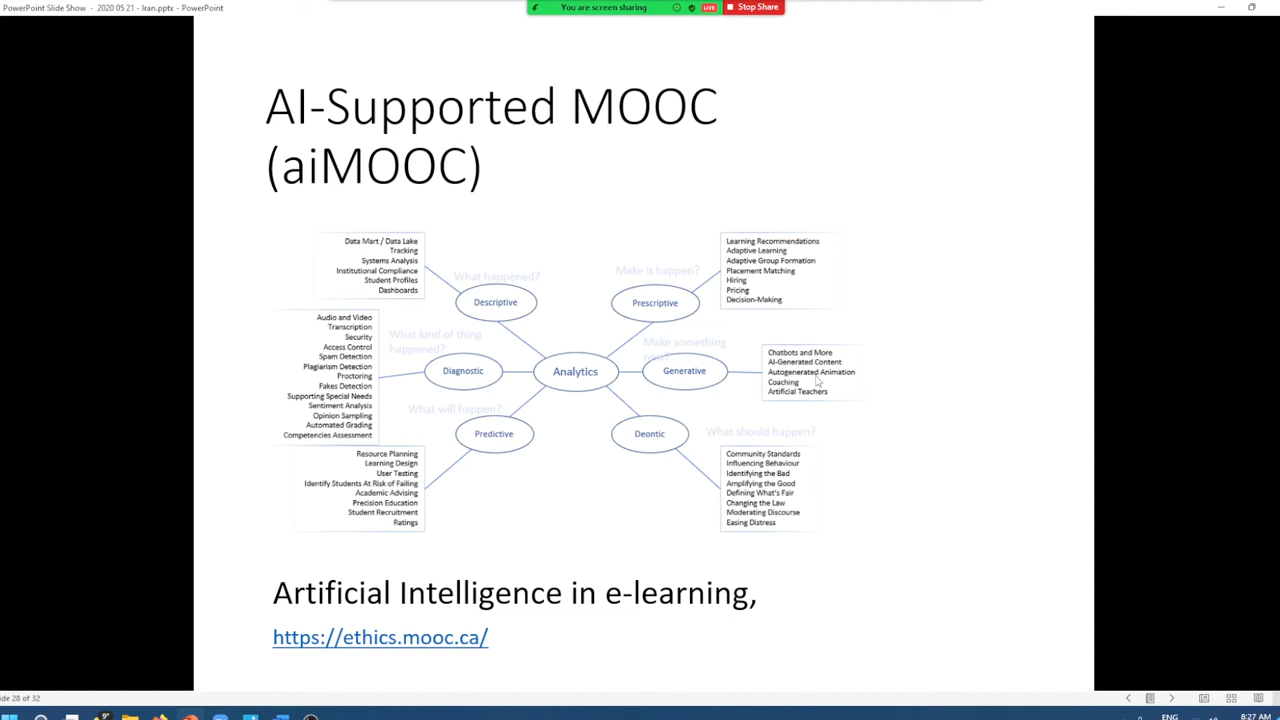 PowerPoint Slide Show - 2020 05 21 - Iran.pptx - PowerPoint
You are screen sharing
LIVE
Stop Share
AI-Supported MOOC
(aiMOOC)
Data Mart / Data Lake
Tracking
Systems Analysis
Institutional Compliance
Student Profiles
Dashboards
What happened?
Descriptive
Audio and Video
Transcription
Security
Access Control
Spam Detection
Plagiarism Detection
Proctoring
Fakes Detection
Supporting Special Needs
Sentiment Analysis
Opinion Sampling
Automated Grading
Competencies Assessment
What kind of thing
happened?
Diagnostic
What will happen?
Predictive
Resource Planning
Learning Design
User Testing
Identify Students At Risk of Failing
Academic Advising
Precision Education
Student Recruitment
Ratings
Analytics
Make it happen?
Prescriptive
Learning Recommendations
Adaptive Learning
Adaptive Group Formation
Placement Matching
Hiring
Pricing
Decision-Making
Make something
Generative
Chatbots and More
AI-Generated Content
Autogenerated Animation
Coaching
Artificial Teachers
What should happen?
Deontic
Community Standards
Influencing Behaviour
Identifying the Bad
Amplifying the Good
Defining What's Fair
Changing the Law
Moderating Discourse
Easing Distress
Artificial Intelligence in e-learning,
https://ethics.mooc.ca/
lide 28 of 32
9°
ENG
8:27 AM